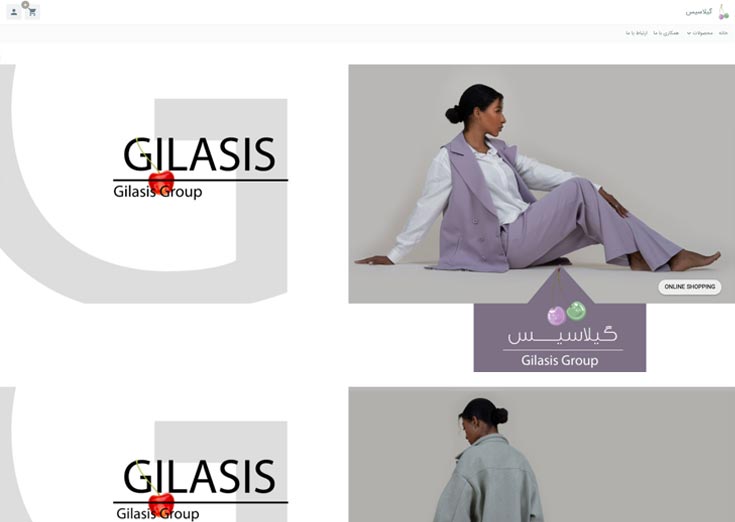 گیلاسیس
0
خانه
محصولات
همکاری با ما
ارتباط با ما
GILASIS
Gilasis Group
ONLINE SHOPPING
گیلاسیس
Gilasis Group
GILASIS
Gilasis Group